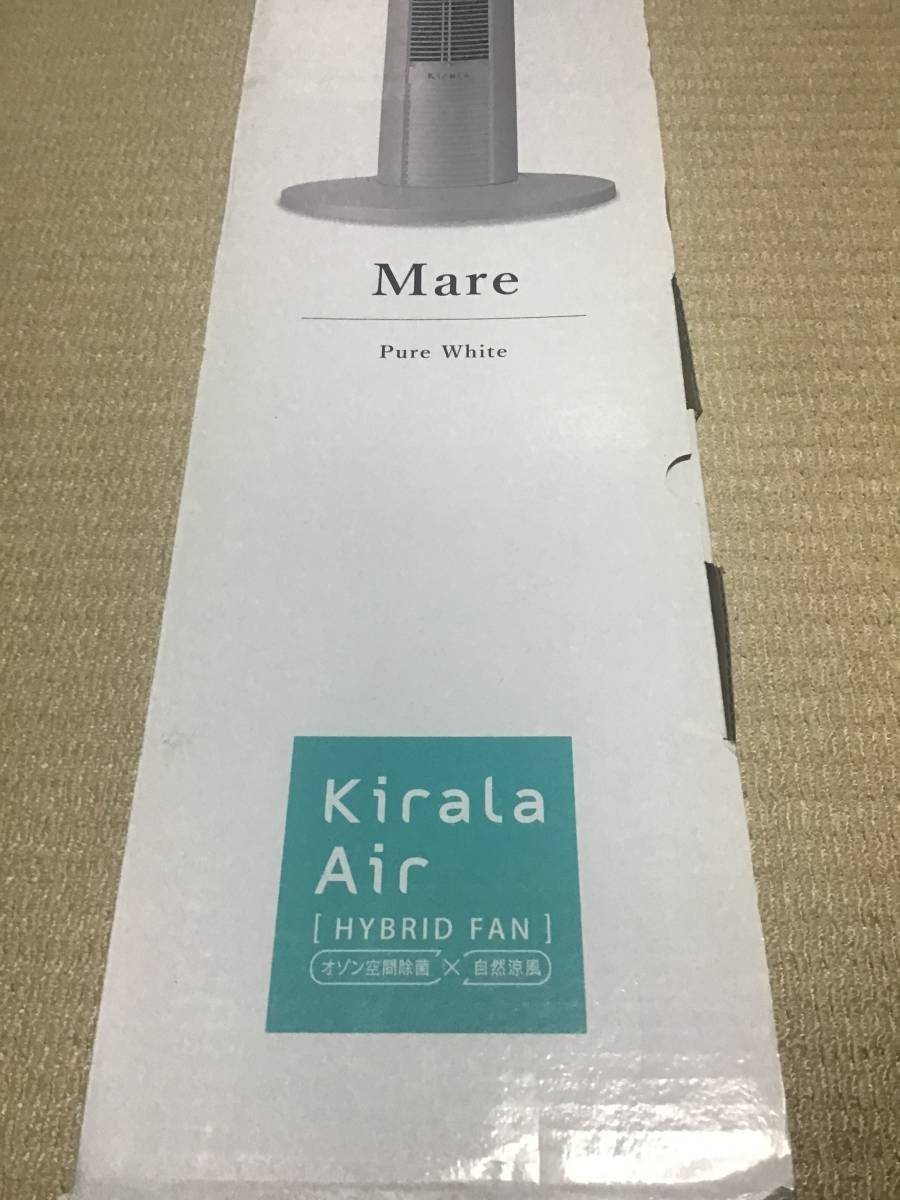 Kirala
Mare
Pure White
Kirala
Air
[ HYBRID FAN ]
オゾン空間除菌 × 自然涼風